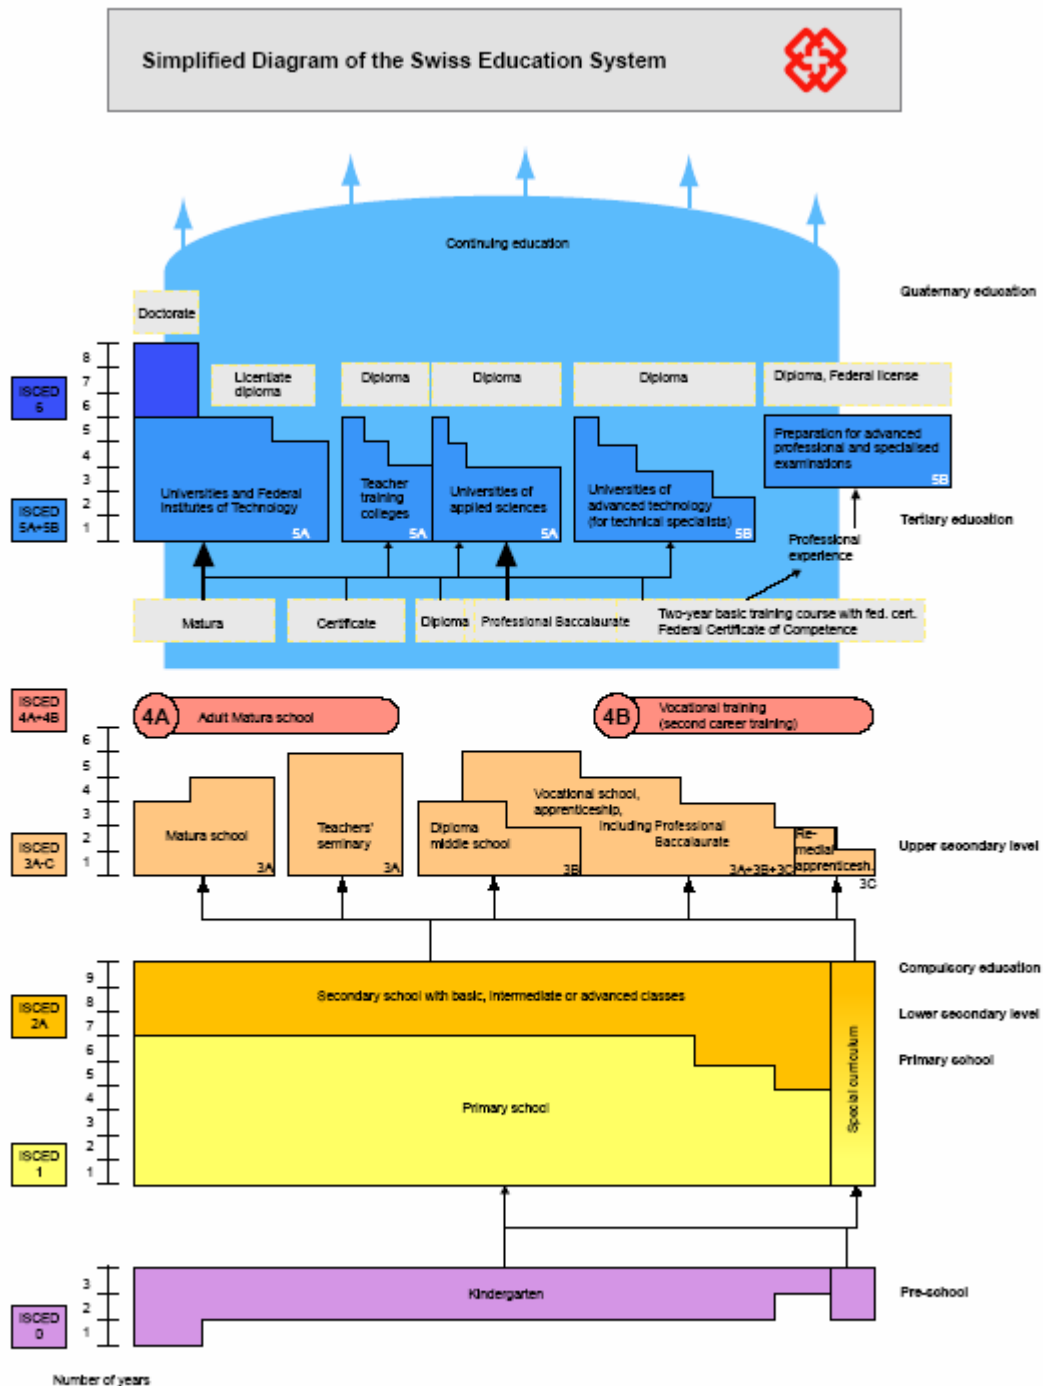 Simplified Diagram of the Swiss Education System
Continuing education
Quaternary education
Doctorate
8
7
6
5
4
3
2
1
ISCED
6
Licentiate
diploma
Diploma
Diploma
Diploma
Diploma, Federal license
ISCED
5A+5B
Universities and Federal
Institutes of Technology
5A
Teacher
training
colleges
5A
Universities of
applied sciences
5A
Universities of
advanced technology
(for technical specialists)
5B
Preparation for advanced
professional and specialised
examinations
5B
Tertiary education
Professional
experience
Matura
Certificate
Diploma
Professional Baccalaurate
Two-year basic training course with fed. cert.
Federal Certificate of Competence
ISCED
4A+4B
4A
Adult Matura school
4B
Vocational training
(second career training)
6
5
4
3
2
1
ISCED
3A-C
Matura school
3A
Teachers'
seminary
3A
Diploma
middle school
3B
Vocational school,
apprenticeship,
including Professional
Baccalaurate
3A+3B+3C
Re-
medial
apprenticesh.
3C
Upper secondary level
9
8
7
6
5
4
3
2
1
ISCED
2A
Secondary school with basic, intermediate or advanced classes
Compulsory education
Lower secondary level
Primary school
Primary school
Special curriculum
ISCED
1
3
2
1
ISCED
0
Kindergarten
Pre-school
Number of years